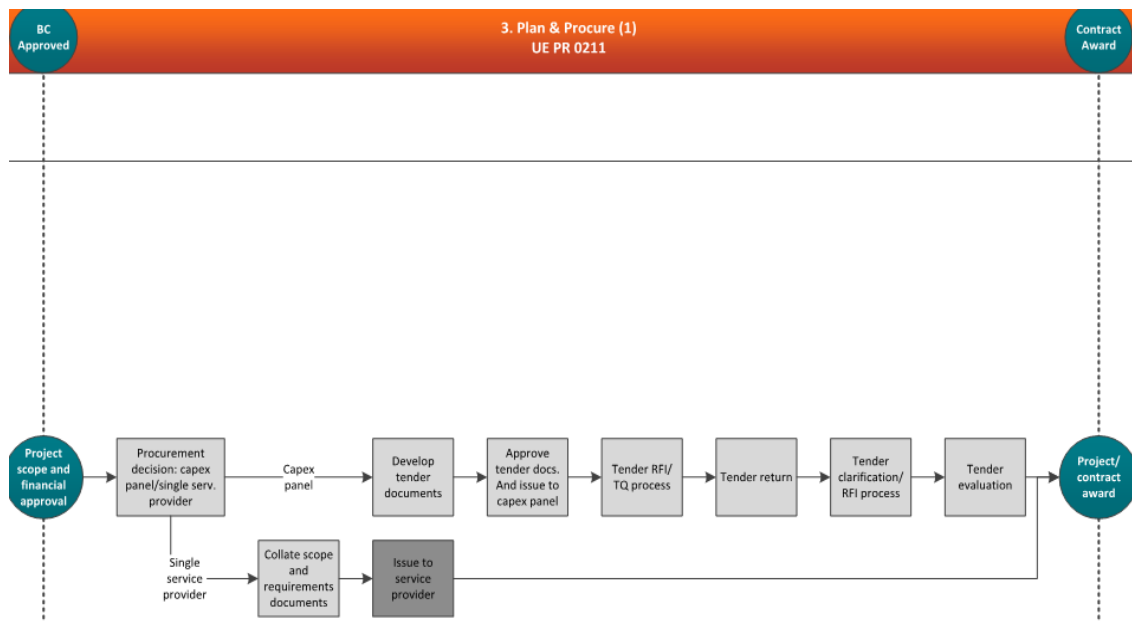 BC
Approved
3. Plan & Procure (1)
UE PR 0211
Contract
Award
Project
scope and
financial
approval
Procurement
decision: capex
panel/single serv.
provider
Capex
panel
Develop
tender
documents
Approve
tender docs.
And issue to
capex panel
Tender RFI/
TQ process
Tender return
Tender
clarification/
RFI process
Tender
evaluation
Project/
contract
award
Single
service
provider
Collate scope
and
requirements
documents
Issue to
service
provider